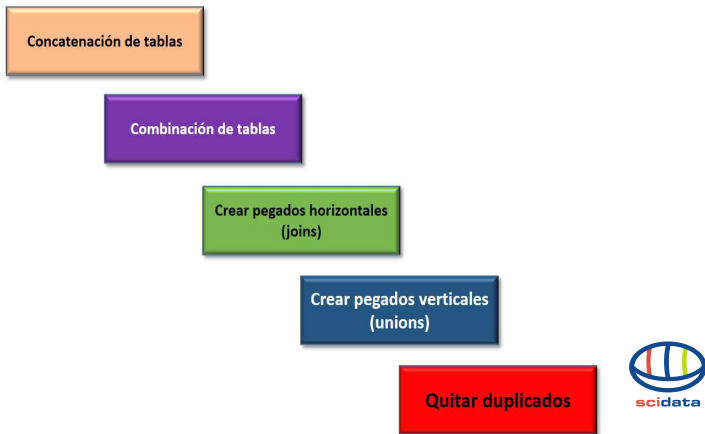 Concatenación de tablas
Combinación de tablas
Crear pegados horizontales
(joins)
Crear pegados verticales
(unions)
Quitar duplicados
scidata